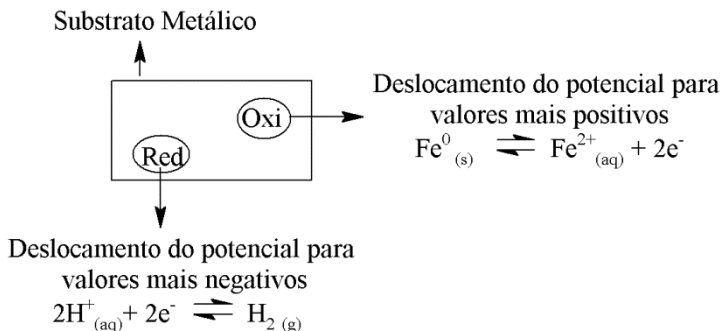 Substrato Metálico
Oxi
Deslocamento do potencial para
valores mais positivos
Fe⁰ (s) ⇌ Fe²⁺ (aq) + 2e⁻
Red
Deslocamento do potencial para
valores mais negativos
2H⁺ (aq) + 2e⁻ ⇌ H₂ (g)